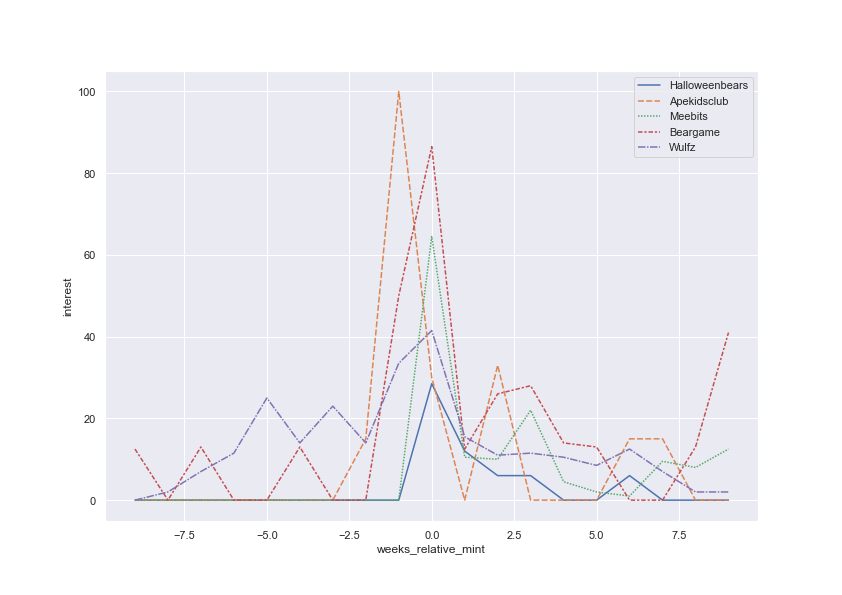 Halloweenbears
Apekidsclub
Meebits
Beargame
Wulfz
100
80
60
40
20
0
interest
−7.5 −5.0 −2.5 0.0 2.5 5.0 7.5
weeks_relative_mint